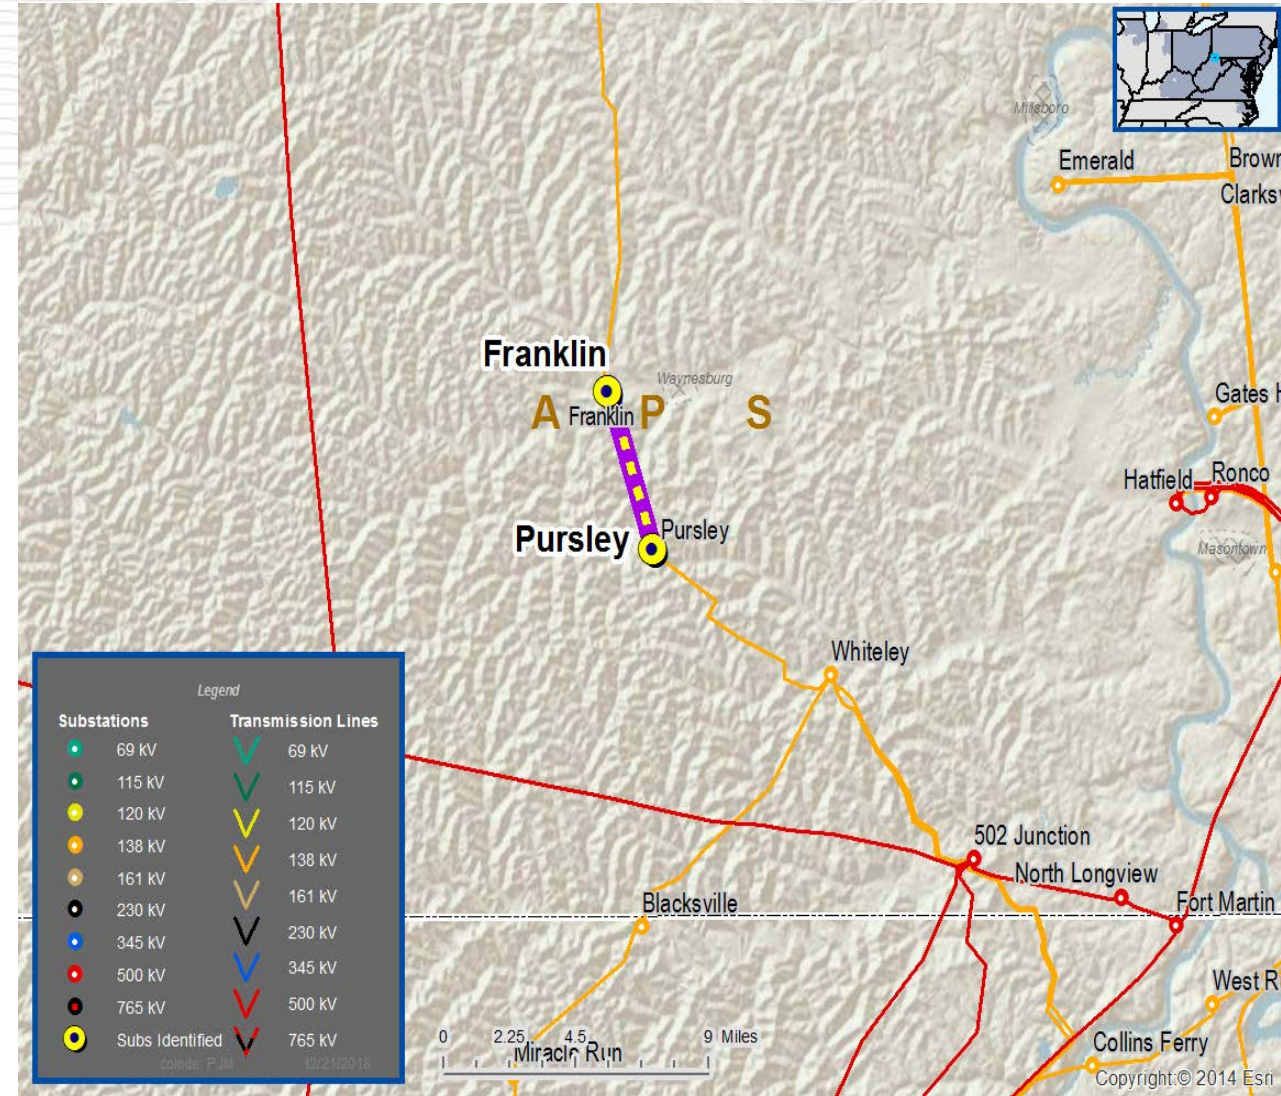 Millsboro
Emerald
Brown
Clarksv
Franklin
Waynesburg
A P S
Franklin
Gates H
Hatfield
Ronco
Pursley
Pursley
Masontown
Whiteley
Legend
Substations
Transmission Lines
69 kV
69 kV
115 kV
115 kV
120 kV
120 kV
138 kV
138 kV
161 kV
161 kV
230 kV
230 kV
345 kV
345 kV
500 kV
500 kV
765 kV
765 kV
Subs Identified
12/21/2018
502 Junction
North Longview
Blacksville
Fort Martin
West R
0 2.25 4.5 9 Miles
Miracle Run
Collins Ferry
Copyright:© 2014 Esri